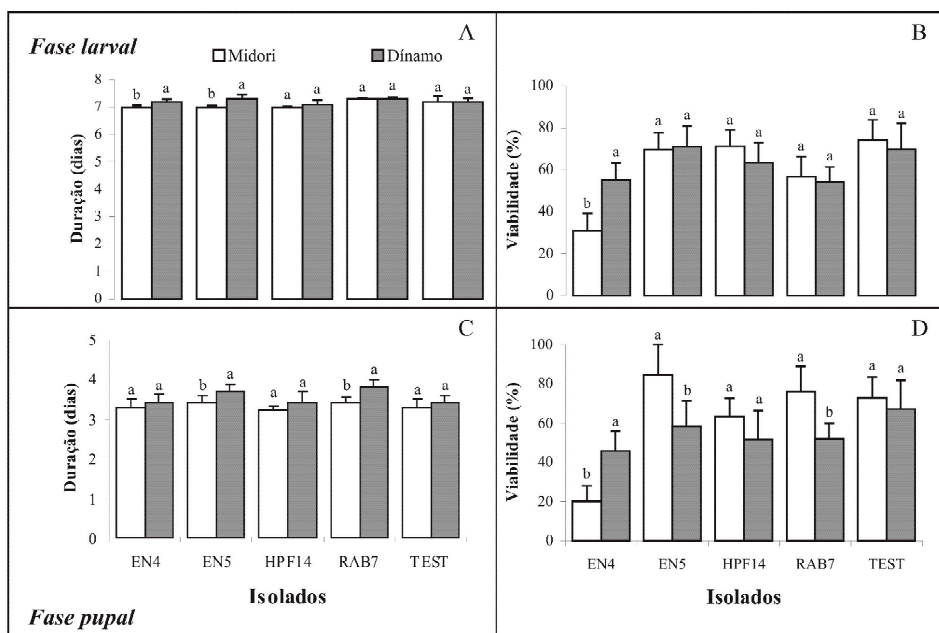 Fase larval
A
Midori
Dínamo
Duração (dias)
8
7
6
5
4
3
2
1
0
b a b a a a a a a a
B
Viabilidade (%)
100
80
60
40
20
0
b a a a a a a a a a
C
Duração (dias)
5
4
3
2
1
0
a a b a a a b a a a
EN4 EN5 HPF14 RAB7 TEST
Isolados
Fase pupal
D
Viabilidade (%)
100
80
60
40
20
0
b a a b a a a b a a
EN4 EN5 HPF14 RAB7 TEST
Isolados